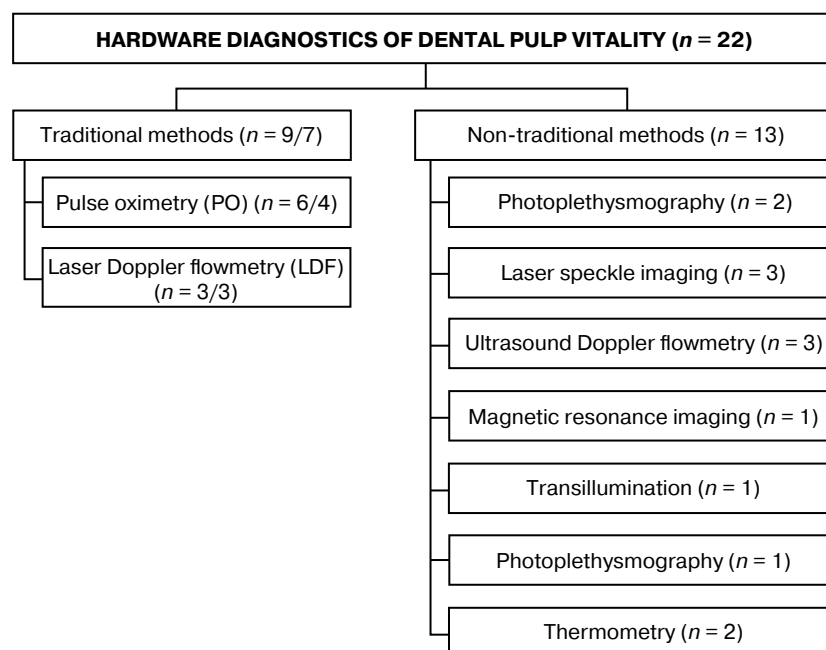 HARDWARE DIAGNOSTICS OF DENTAL PULP VITALITY (n = 22)
Traditional methods (n = 9/7)
Pulse oximetry (PO) (n = 6/4)
Laser Doppler flowmetry (LDF)
(n = 3/3)
Non-traditional methods (n = 13)
Photoplethysmography (n = 2)
Laser speckle imaging (n = 3)
Ultrasound Doppler flowmetry (n = 3)
Magnetic resonance imaging (n = 1)
Transillumination (n = 1)
Photoplethysmography (n = 1)
Thermometry (n = 2)